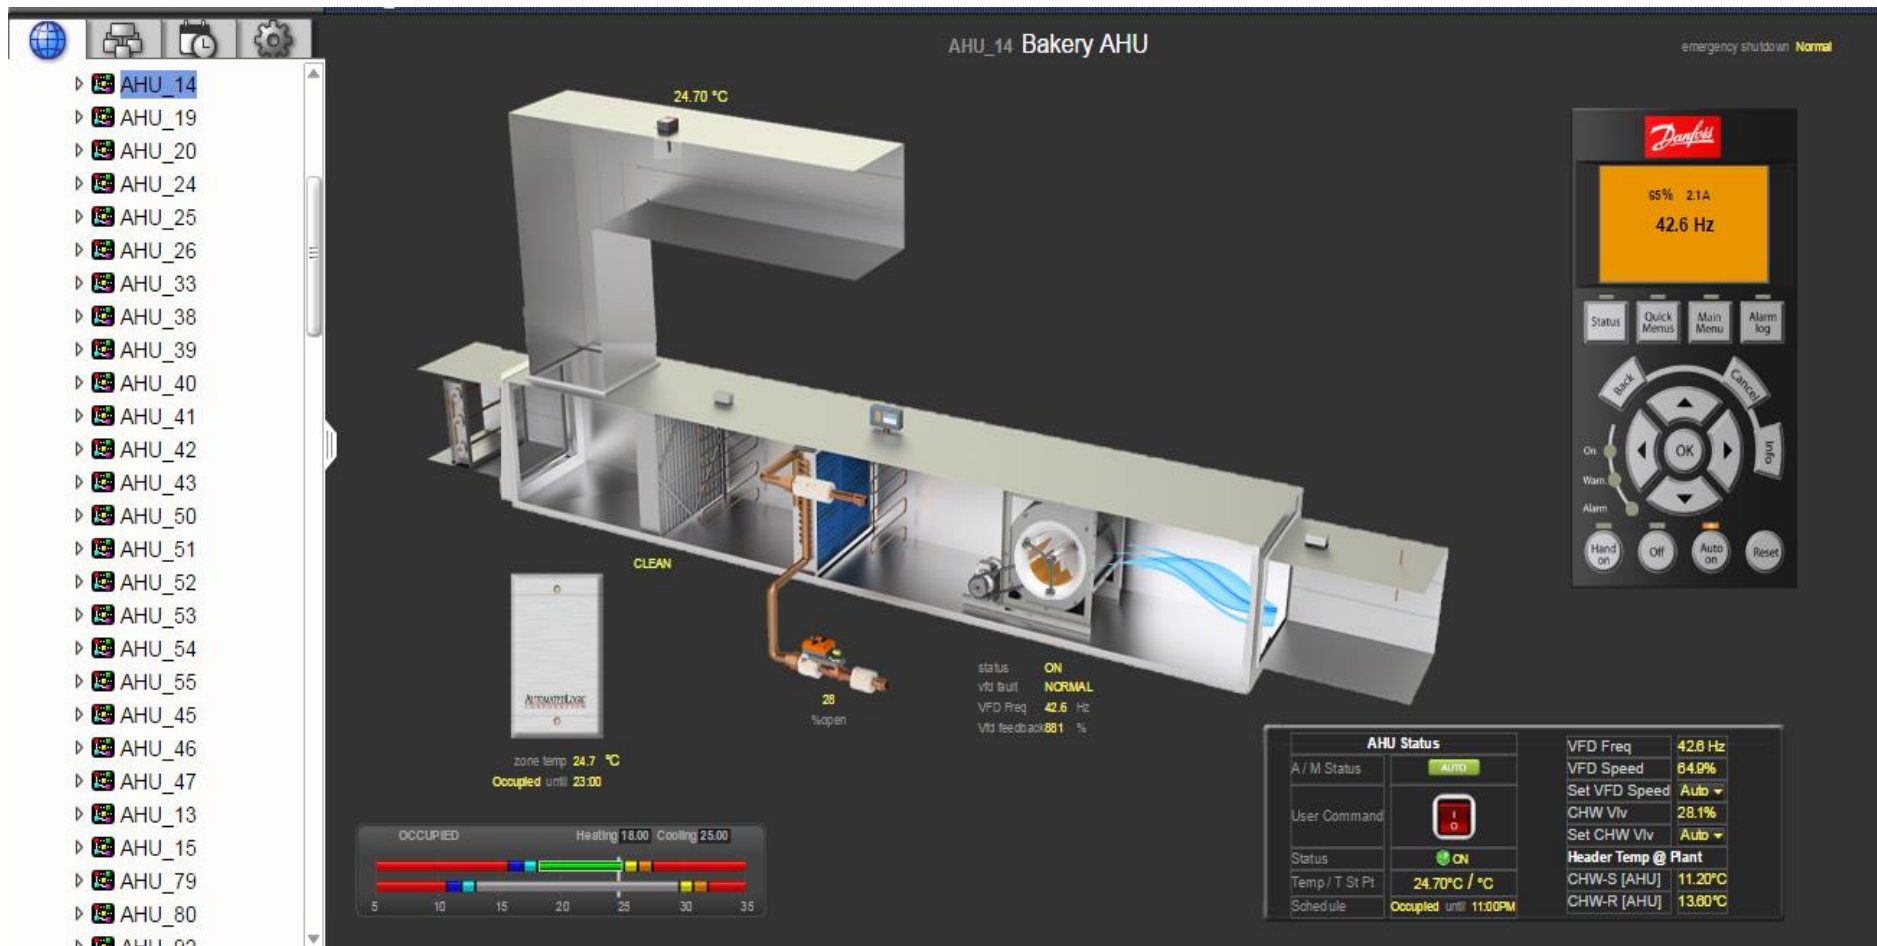 AHU_14 Bakery AHU
emergency shutdown Normal
AHU_14
AHU_19
AHU_20
AHU_24
AHU_25
AHU_26
AHU_33
AHU_38
AHU_39
AHU_40
AHU_41
AHU_42
AHU_43
AHU_50
AHU_51
AHU_52
AHU_53
AHU_54
AHU_55
AHU_45
AHU_46
AHU_47
AHU_13
AHU_15
AHU_79
AHU_80
24.70 °C
CLEAN
AUTOMATEDLOGIC
CORPORATION
zone temp 24.7 °C
Occupied until 23:00
28
%open
status ON
vfd fault NORMAL
VFD Freq 42.6 Hz
Vfd feedback 881 %
OCCUPIED Heating 18.00 Cooling 25.00
5 10 15 20 25 30 35
Danfoss
65% 2.1A
42.6 Hz
Status Quick Menus Main Menu Alarm log
Back Cancel
Info
OK
On
Warn.
Alarm
Hand on Off Auto on Reset
AHU Status
A / M Status AUTO
User Command I O
Status ON
Temp / T St Pt 24.70°C / °C
Schedule Occupied until 11:00PM
VFD Freq 42.6 Hz
VFD Speed 64.9%
Set VFD Speed Auto
CHW Vlv 28.1%
Set CHW Vlv Auto
Header Temp @ Plant
CHW-S [AHU] 11.20°C
CHW-R [AHU] 13.60°C